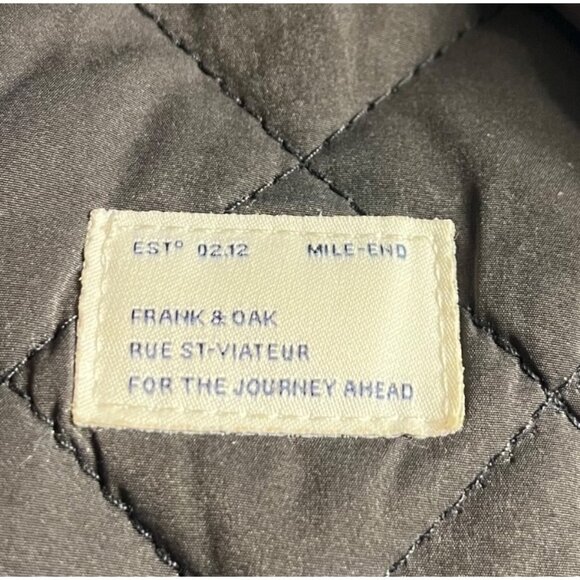 EST° 02.12 MILE-END
FRANK & OAK
RUE ST-VIATEUR
FOR THE JOURNEY AHEAD